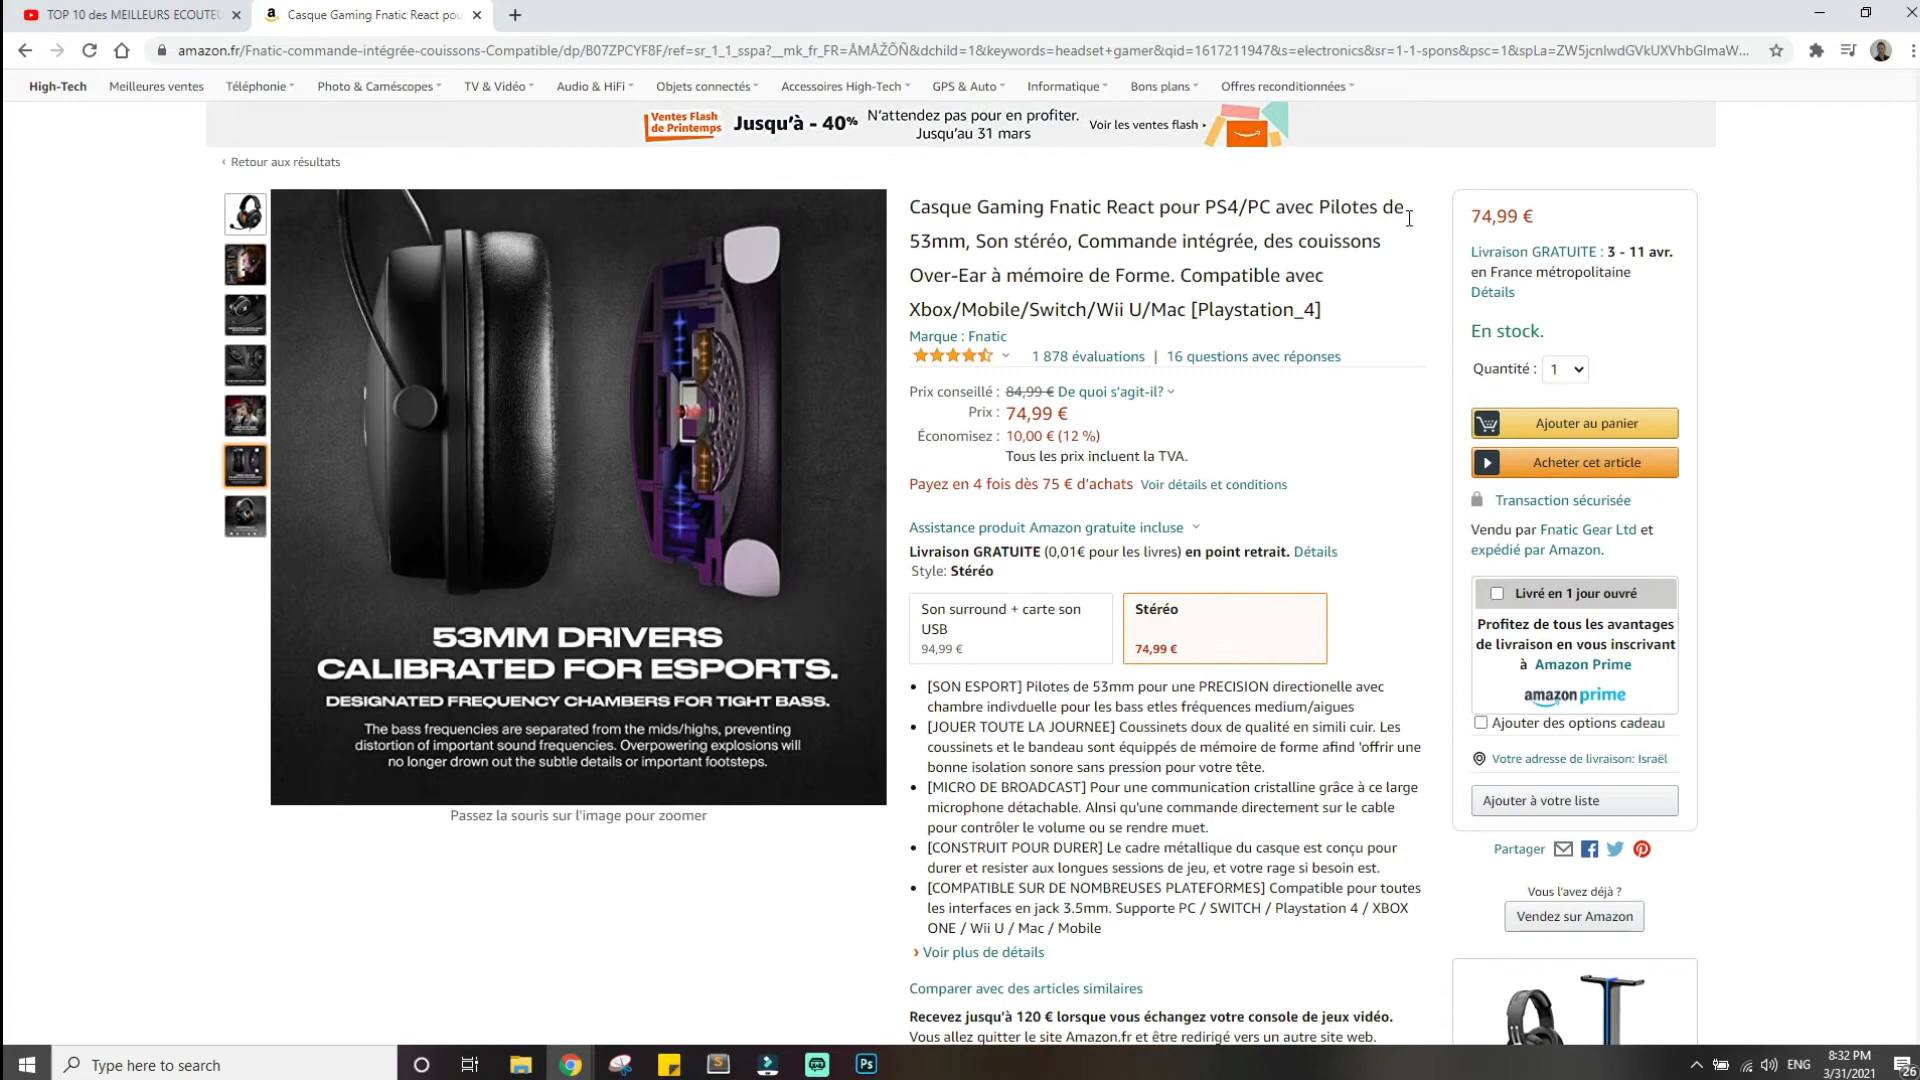 TOP 10 des MEILLEURS ECOUTEU
Casque Gaming Fnatic React pou
amazon.fr/Fnatic-commande-intégrée-couissons-Compatible/dp/B07ZPCYF8F/ref=sr_1_1_sspa?__mk_fr_FR=ÅMÅŽÕÑ&dchild=1&keywords=headset+gamer&qid=1617211947&s=electronics&sr=1-1-spons&psc=1&spLa=ZW5jcnlwdGVkUXVhbGlmaW...
High-Tech Meilleures ventes Téléphonie Photo & Caméscopes TV & Vidéo Audio & HiFi Objets connectés Accessoires High-Tech GPS & Auto Informatique Bons plans Offres reconditionnées
Ventes Flash
de Printemps
Jusqu'à - 40%
N'attendez pas pour en profiter.
Jusqu'au 31 mars
Voir les ventes flash ›
‹ Retour aux résultats
53MM DRIVERS
CALIBRATED FOR ESPORTS.
DESIGNATED FREQUENCY CHAMBERS FOR TIGHT BASS.
The bass frequencies are separated from the mids/highs, preventing
distortion of important sound frequencies. Overpowering explosions will
no longer drown out the subtle details or important footsteps.
Passez la souris sur l'image pour zoomer
Casque Gaming Fnatic React pour PS4/PC avec Pilotes de
53mm, Son stéréo, Commande intégrée, des couissons
Over-Ear à mémoire de Forme. Compatible avec
Xbox/Mobile/Switch/Wii U/Mac [Playstation_4]
Marque : Fnatic
1 878 évaluations | 16 questions avec réponses
Prix conseillé : 84,99 € De quoi s'agit-il?
Prix : 74,99 €
Économisez : 10,00 € (12 %)
Tous les prix incluent la TVA.
Payez en 4 fois dès 75 € d'achats Voir détails et conditions
Assistance produit Amazon gratuite incluse
Livraison GRATUITE (0,01€ pour les livres) en point retrait. Détails
Style: Stéréo
Son surround + carte son
USB
94,99 €
Stéréo
74,99 €
• [SON ESPORT] Pilotes de 53mm pour une PRECISION directionelle avec
chambre indivduelle pour les bass etles fréquences medium/aigues
• [JOUER TOUTE LA JOURNEE] Coussinets doux de qualité en simili cuir. Les
coussinets et le bandeau sont équippés de mémoire de forme afind 'offrir une
bonne isolation sonore sans pression pour votre tête.
• [MICRO DE BROADCAST] Pour une communication cristalline grâce à ce large
microphone détachable. AInsi qu'une commande directement sur le cable
pour contrôler le volume ou se rendre muet.
• [CONSTRUIT POUR DURER] Le cadre métallique du casque est conçu pour
durer et resister aux longues sessions de jeu, et votre rage si besoin est.
• [COMPATIBLE SUR DE NOMBREUSES PLATEFORMES] Compatible pour toutes
les interfaces en jack 3.5mm. Supporte PC / SWITCH / Playstation 4 / XBOX
ONE / Wii U / Mac / Mobile
› Voir plus de détails
Comparer avec des articles similaires
Recevez jusqu'à 120 € lorsque vous échangez votre console de jeux vidéo.
Vous allez quitter le site Amazon.fr et être redirigé vers un autre site web.
74,99 €
Livraison GRATUITE : 3 - 11 avr.
en France métropolitaine
Détails
En stock.
Quantité : 1
Ajouter au panier
Acheter cet article
Transaction sécurisée
Vendu par Fnatic Gear Ltd et
expédié par Amazon.
Livré en 1 jour ouvré
Profitez de tous les avantages
de livraison en vous inscrivant
à Amazon Prime
amazon prime
Ajouter des options cadeau
Votre adresse de livraison: Israël
Ajouter à votre liste
Partager
Vous l'avez déjà ?
Vendez sur Amazon
Type here to search
Ps
ENG
8:32 PM
3/31/2021
26